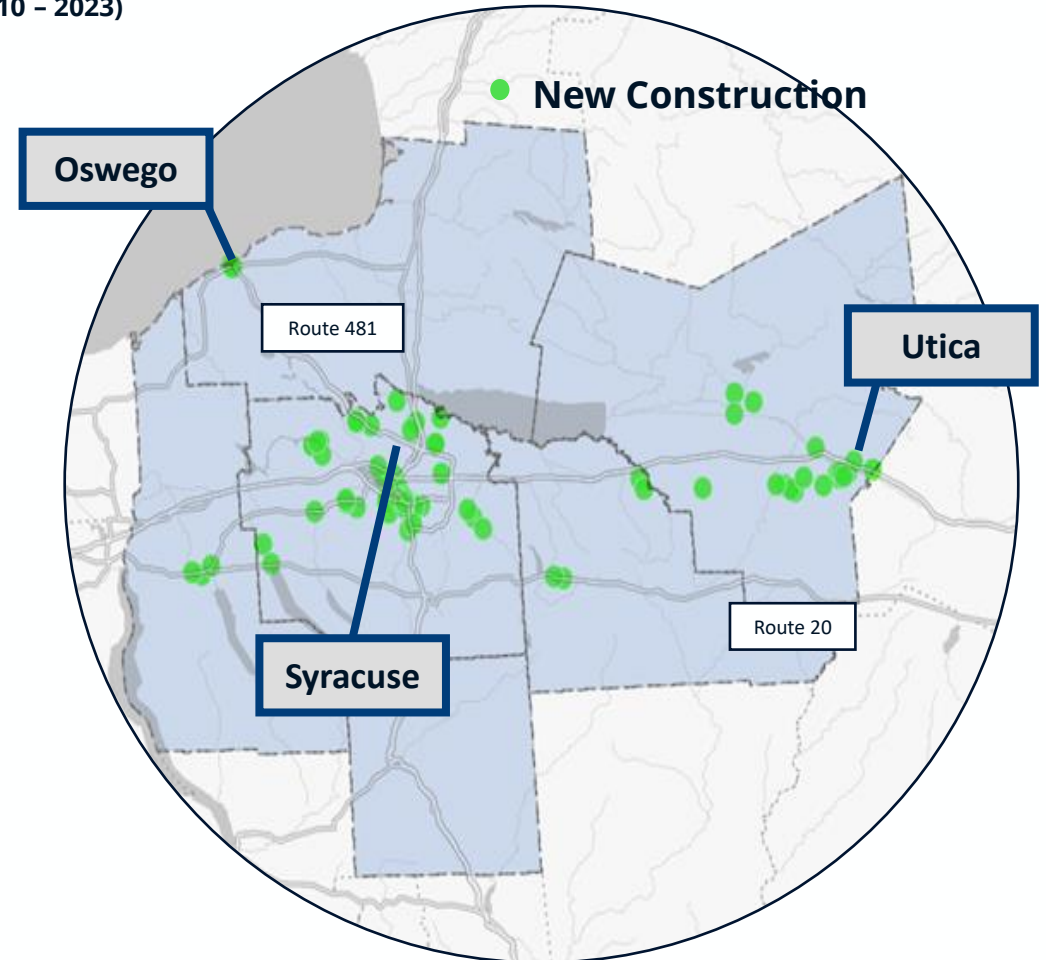 10 – 2023)
New Construction
Oswego
Route 481
Utica
Route 20
Syracuse